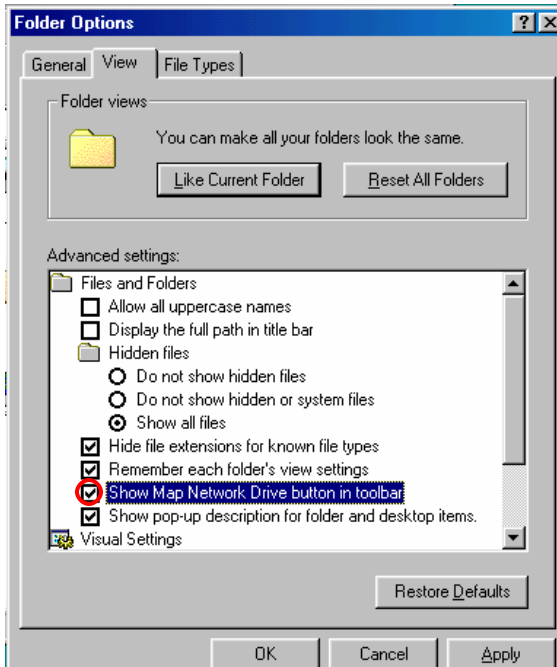 Folder Options
General View File Types
Folder views
You can make all your folders look the same.
Like Current Folder Reset All Folders
Advanced settings:
Files and Folders
Allow all uppercase names
Display the full path in title bar
Hidden files
Do not show hidden files
Do not show hidden or system files
Show all files
Hide file extensions for known file types
Remember each folder's view settings
Show Map Network Drive button in toolbar
Show pop-up description for folder and desktop items.
Visual Settings
Restore Defaults
OK Cancel Apply